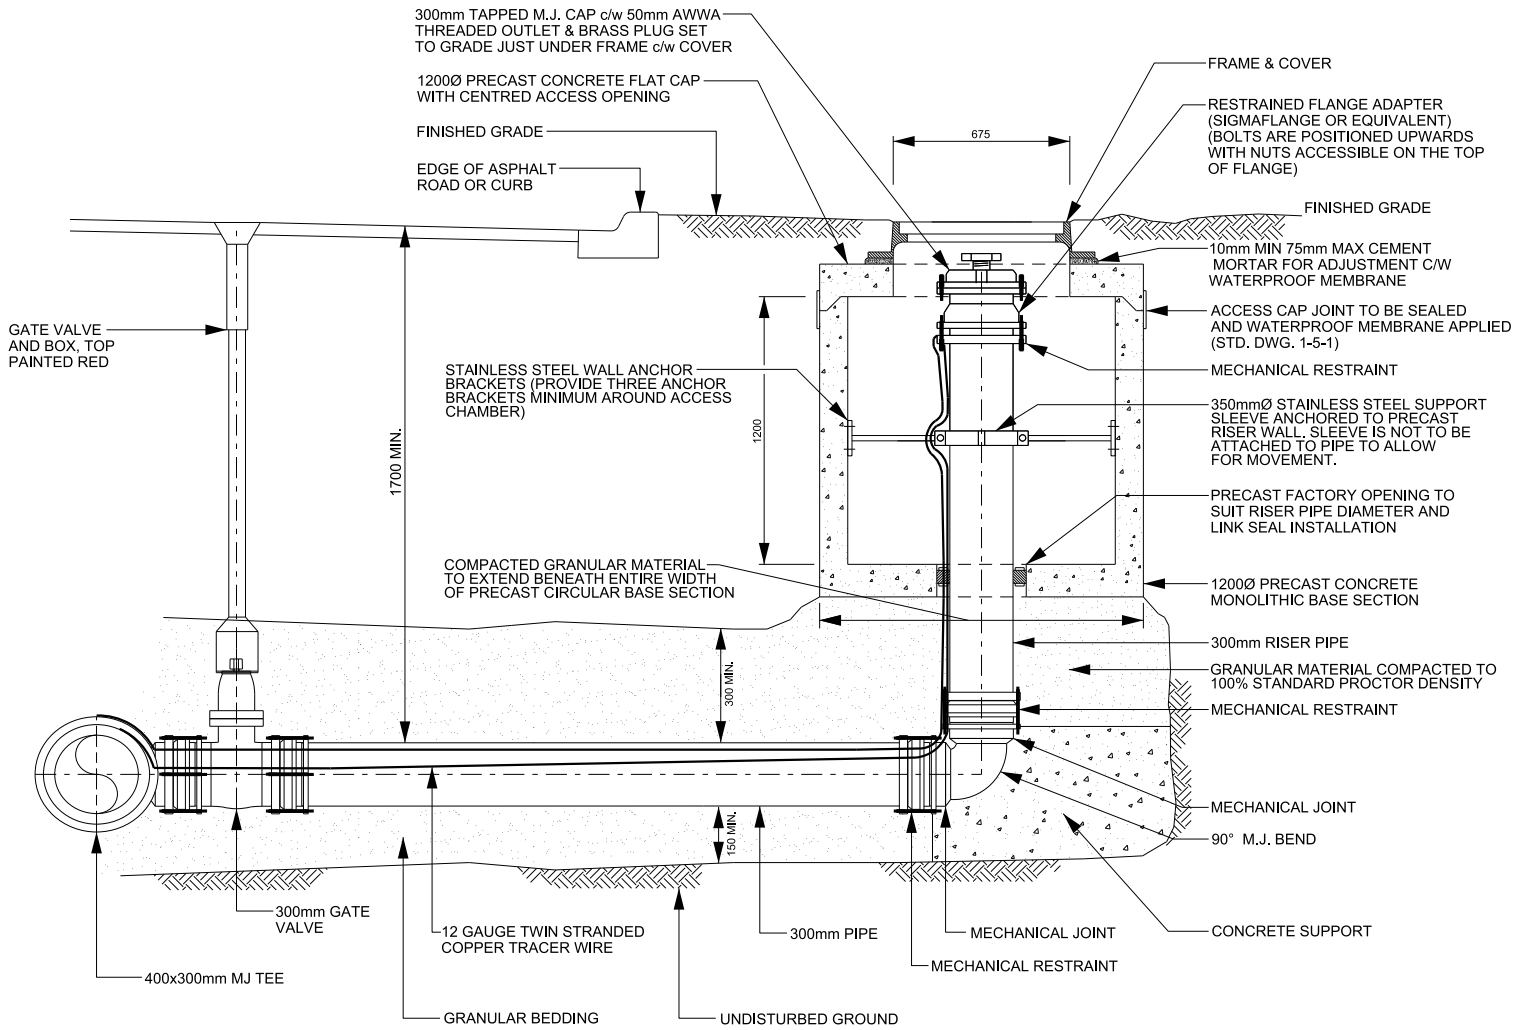 300mm TAPPED M.J. CAP c/w 50mm AWWA
THREADED OUTLET & BRASS PLUG SET
TO GRADE JUST UNDER FRAME c/w COVER
1200Ø PRECAST CONCRETE FLAT CAP
WITH CENTRED ACCESS OPENING
FINISHED GRADE
EDGE OF ASPHALT
ROAD OR CURB
675
FRAME & COVER
RESTRAINED FLANGE ADAPTER
(SIGMAFLANGE OR EQUIVALENT)
(BOLTS ARE POSITIONED UPWARDS
WITH NUTS ACCESSIBLE ON THE TOP
OF FLANGE)
FINISHED GRADE
10mm MIN 75mm MAX CEMENT
MORTAR FOR ADJUSTMENT C/W
WATERPROOF MEMBRANE
ACCESS CAP JOINT TO BE SEALED
AND WATERPROOF MEMBRANE APPLIED
(STD. DWG. 1-5-1)
MECHANICAL RESTRAINT
GATE VALVE
AND BOX, TOP
PAINTED RED
STAINLESS STEEL WALL ANCHOR
BRACKETS (PROVIDE THREE ANCHOR
BRACKETS MINIMUM AROUND ACCESS
CHAMBER)
1700 MIN.
1200
350mmØ STAINLESS STEEL SUPPORT
SLEEVE ANCHORED TO PRECAST
RISER WALL. SLEEVE IS NOT TO BE
ATTACHED TO PIPE TO ALLOW
FOR MOVEMENT.
PRECAST FACTORY OPENING TO
SUIT RISER PIPE DIAMETER AND
LINK SEAL INSTALLATION
COMPACTED GRANULAR MATERIAL
TO EXTEND BENEATH ENTIRE WIDTH
OF PRECAST CIRCULAR BASE SECTION
1200Ø PRECAST CONCRETE
MONOLITHIC BASE SECTION
300mm RISER PIPE
GRANULAR MATERIAL COMPACTED TO
100% STANDARD PROCTOR DENSITY
300 MIN.
MECHANICAL RESTRAINT
MECHANICAL JOINT
150 MIN.
90° M.J. BEND
300mm GATE
VALVE
12 GAUGE TWIN STRANDED
COPPER TRACER WIRE
300mm PIPE
MECHANICAL JOINT
CONCRETE SUPPORT
MECHANICAL RESTRAINT
400x300mm MJ TEE
GRANULAR BEDDING
UNDISTURBED GROUND